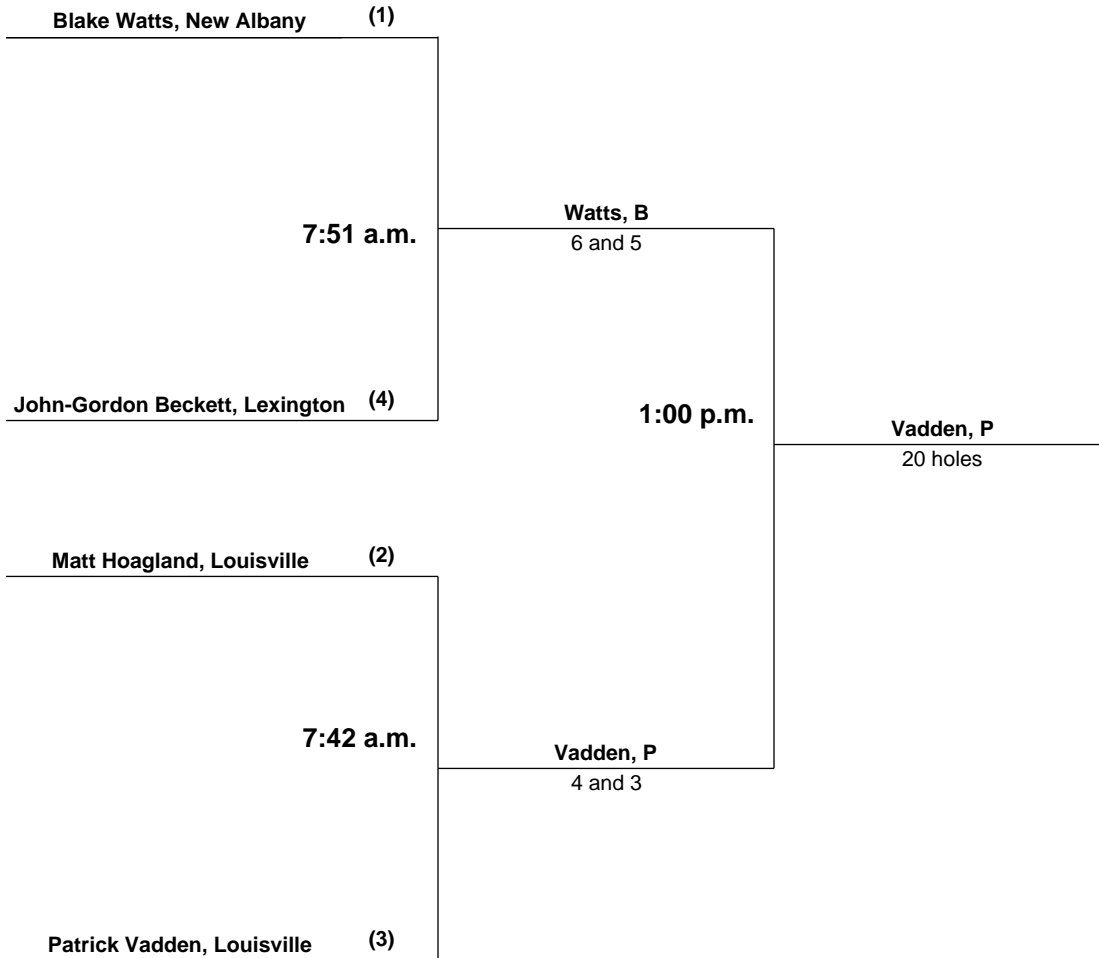 Blake Watts, New Albany (1)
Watts, B
7:51 a.m.
6 and 5
John-Gordon Beckett, Lexington (4)
1:00 p.m.
Vadden, P
20 holes
Matt Hoagland, Louisville (2)
7:42 a.m.
Vadden, P
4 and 3
Patrick Vadden, Louisville (3)